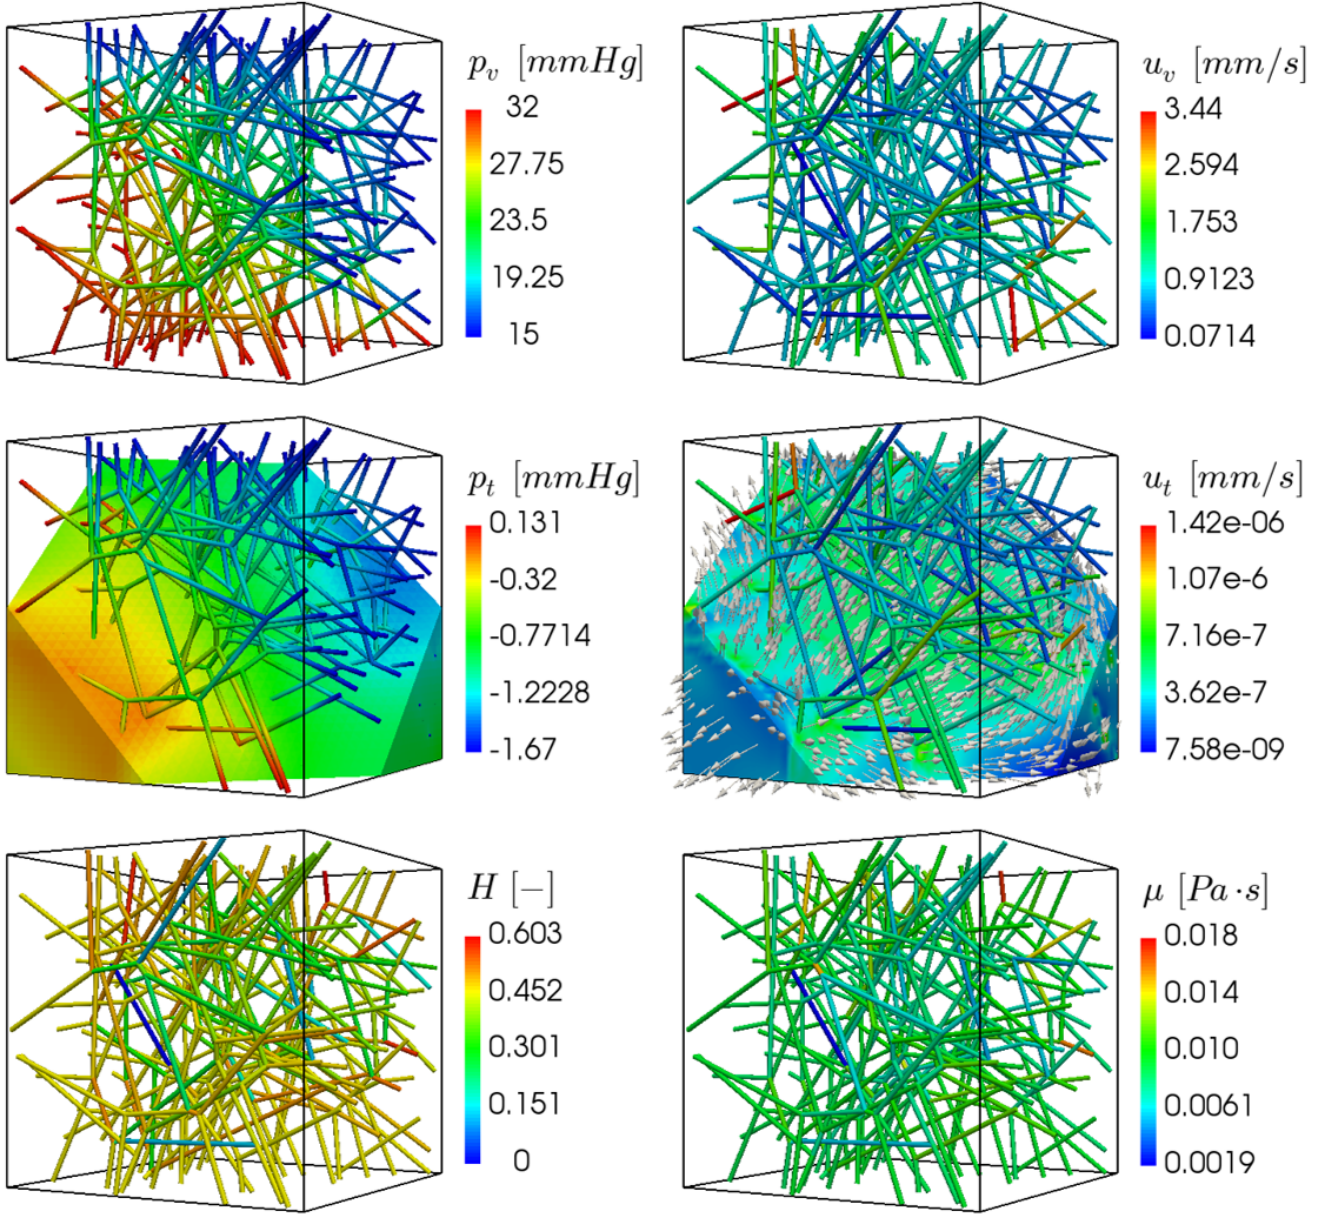 p_v [mmHg]
32
27.75
23.5
19.25
15
u_v [mm/s]
3.44
2.594
1.753
0.9123
0.0714
p_t [mmHg]
0.131
-0.32
-0.7714
-1.2228
-1.67
u_t [mm/s]
1.42e-06
1.07e-6
7.16e-7
3.62e-7
7.58e-09
H [−]
0.603
0.452
0.301
0.151
0
μ [Pa·s]
0.018
0.014
0.010
0.0061
0.0019